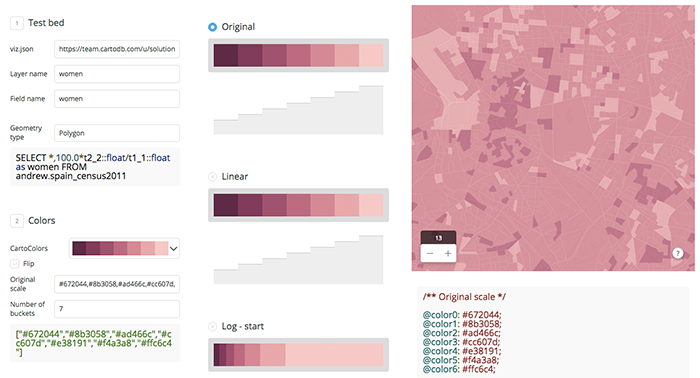 1 Test bed
viz.json https://team.cartodb.com/u/solution
Layer name women
Field name women
Geometry
type Polygon
SELECT *,100.0*t2_2::float/t1_1::float
as women FROM
andrew.spain_census2011
2 Colors
CartoColors
Flip
Original
scale #672044,#8b3058,#ad466c,#cc607d,
Number of
buckets 7
["#672044","#8b3058","#ad466c","#c
c607d","#e38191","#f4a3a8","#ffc6c4"
]
Original
Linear
Log - start
13
− +
?
/** Original scale */
@color0: #672044;
@color1: #8b3058;
@color2: #ad466c;
@color3: #cc607d;
@color4: #e38191;
@color5: #f4a3a8;
@color6: #ffc6c4;